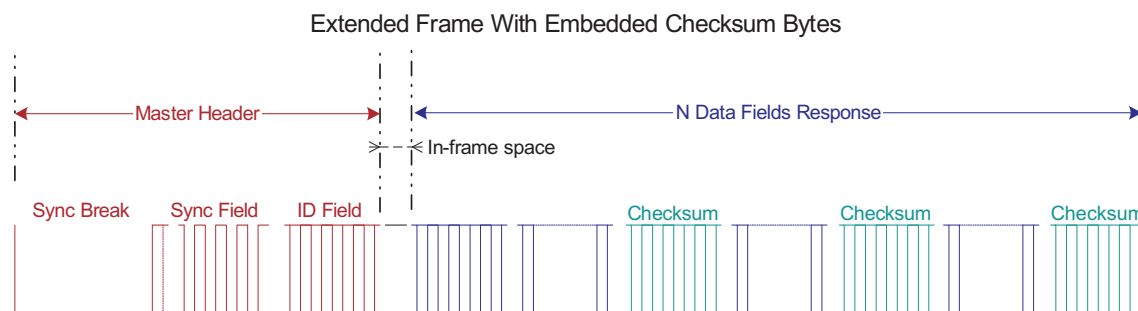 Extended Frame With Embedded Checksum Bytes
Master Header
N Data Fields Response
In-frame space
Sync Break
Sync Field
ID Field
Checksum
Checksum
Checksum